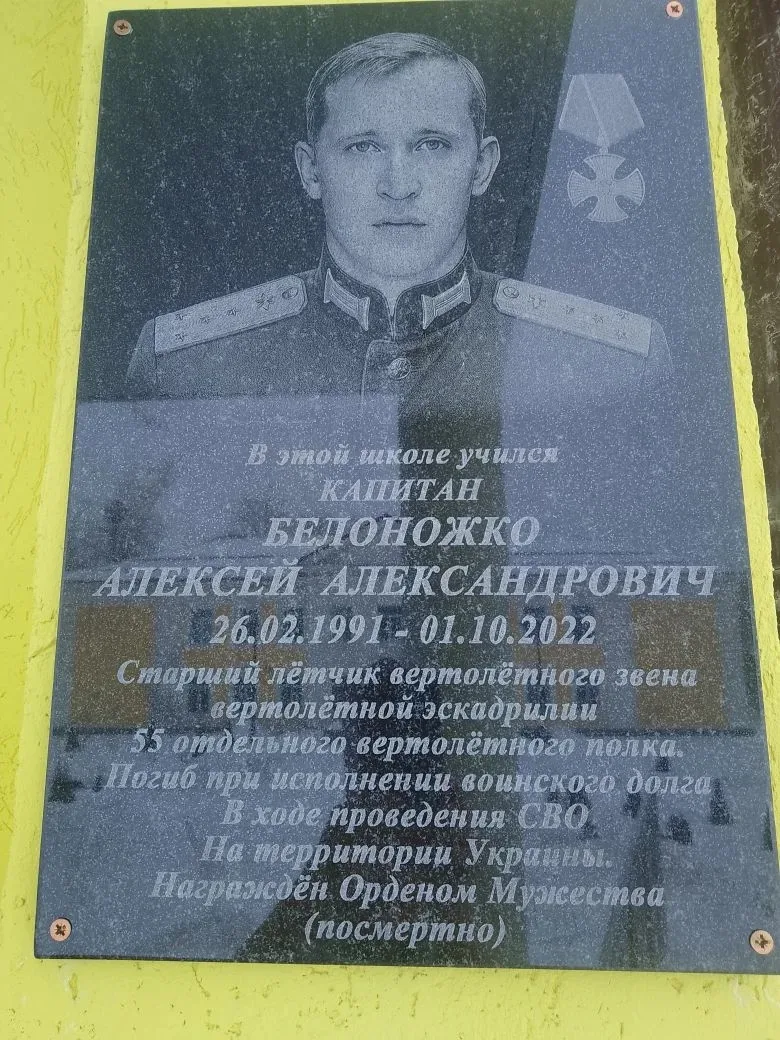 В этой школе учился
КАПИТАН
БЕЛОНОЖКО
АЛЕКСЕЙ АЛЕКСАНДРОВИЧ
26.02.1991 - 01.10.2022
Старший лётчик вертолётного звена
вертолётной эскадрилии
55 отдельного вертолётного полка.
Погиб при исполнении воинского долга
В ходе проведения СВО
На территории Украины.
Награждён Орденом Мужества
(посмертно)